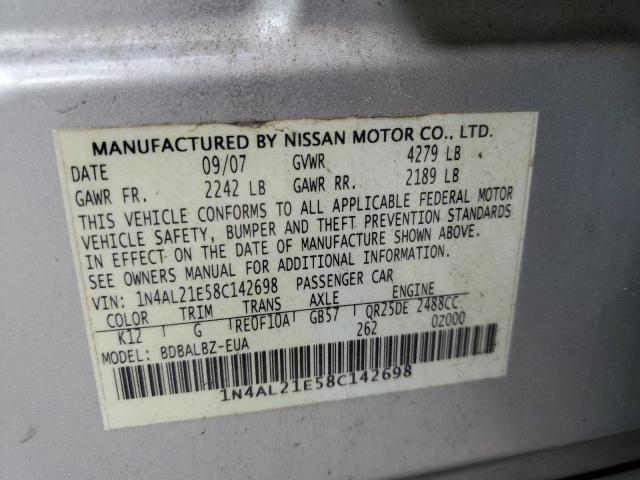 MANUFACTURED BY NISSAN MOTOR CO., LTD.
DATE 09/07 GVWR 4279 LB
GAWR FR. 2242 LB GAWR RR. 2189 LB
THIS VEHICLE CONFORMS TO ALL APPLICABLE FEDERAL MOTOR
VEHICLE SAFETY, BUMPER AND THEFT PREVENTION STANDARDS
IN EFFECT ON THE DATE OF MANUFACTURE SHOWN ABOVE.
SEE OWNERS MANUAL FOR ADDITIONAL INFORMATION.
VIN: 1N4AL21E58C142698 PASSENGER CAR
COLOR TRIM TRANS AXLE ENGINE
K12 G RE0F10A GB57 QR25DE 2488CC
MODEL: BDBALBZ-EUA 262 02000
1N4AL21E58C142698